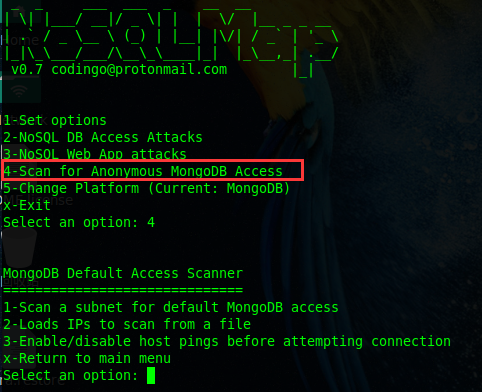 v0.7 codingo@protonmail.com
1-Set options
2-NoSQL DB Access Attacks
3-NoSQL Web App attacks
4-Scan for Anonymous MongoDB Access
5-Change Platform (Current: MongoDB)
x-Exit
Select an option: 4
MongoDB Default Access Scanner
==============================
1-Scan a subnet for default MongoDB access
2-Loads IPs to scan from a file
3-Enable/disable host pings before attempting connection
x-Return to main menu
Select an option: